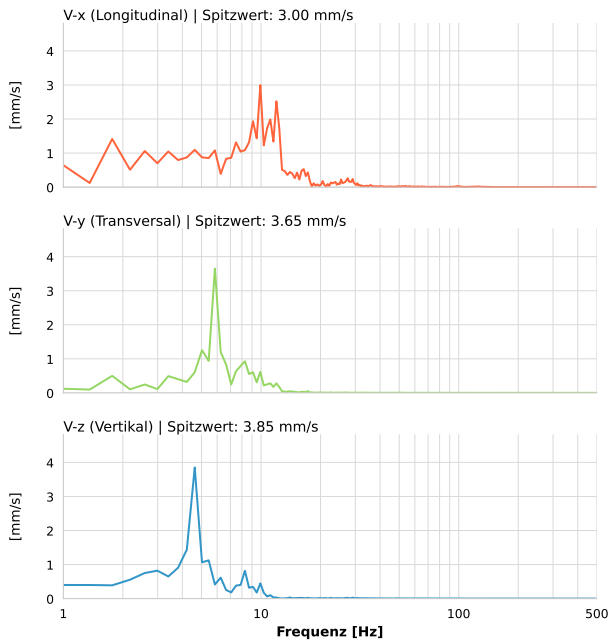 V-x (Longitudinal) | Spitzwert: 3.00 mm/s
4
3
2
1
0
[mm/s]
V-y (Transversal) | Spitzwert: 3.65 mm/s
4
3
2
1
0
[mm/s]
V-z (Vertikal) | Spitzwert: 3.85 mm/s
4
3
2
1
0
[mm/s]
1 10 100 500
Frequenz [Hz]